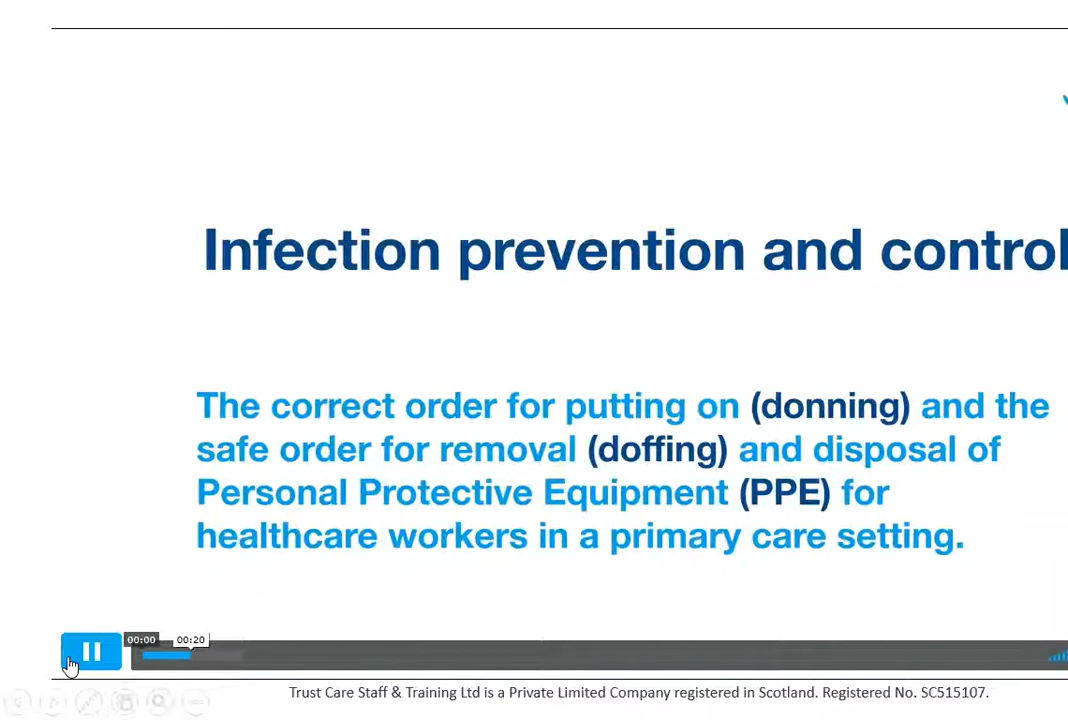 Infection prevention and control
The correct order for putting on (donning) and the
safe order for removal (doffing) and disposal of
Personal Protective Equipment (PPE) for
healthcare workers in a primary care setting.
00:00 00:20
Trust Care Staff & Training Ltd is a Private Limited Company registered in Scotland. Registered No. SC515107.